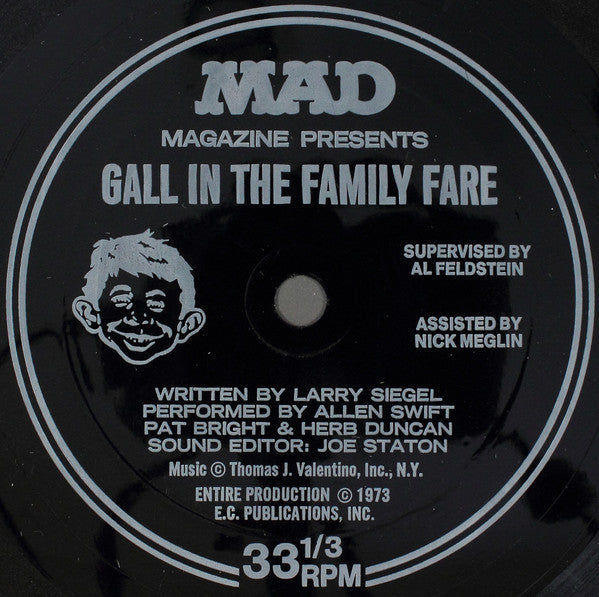 MAD
MAGAZINE PRESENTS
GALL IN THE FAMILY FARE
SUPERVISED BY
AL FELDSTEIN
ASSISTED BY
NICK MEGLIN
WRITTEN BY LARRY SIEGEL
PERFORMED BY ALLEN SWIFT
PAT BRIGHT & HERB DUNCAN
SOUND EDITOR: JOE STATON
Music © Thomas J. Valentino, Inc., N.Y.
ENTIRE PRODUCTION © 1973
E.C. PUBLICATIONS, INC.
33 1/3 RPM